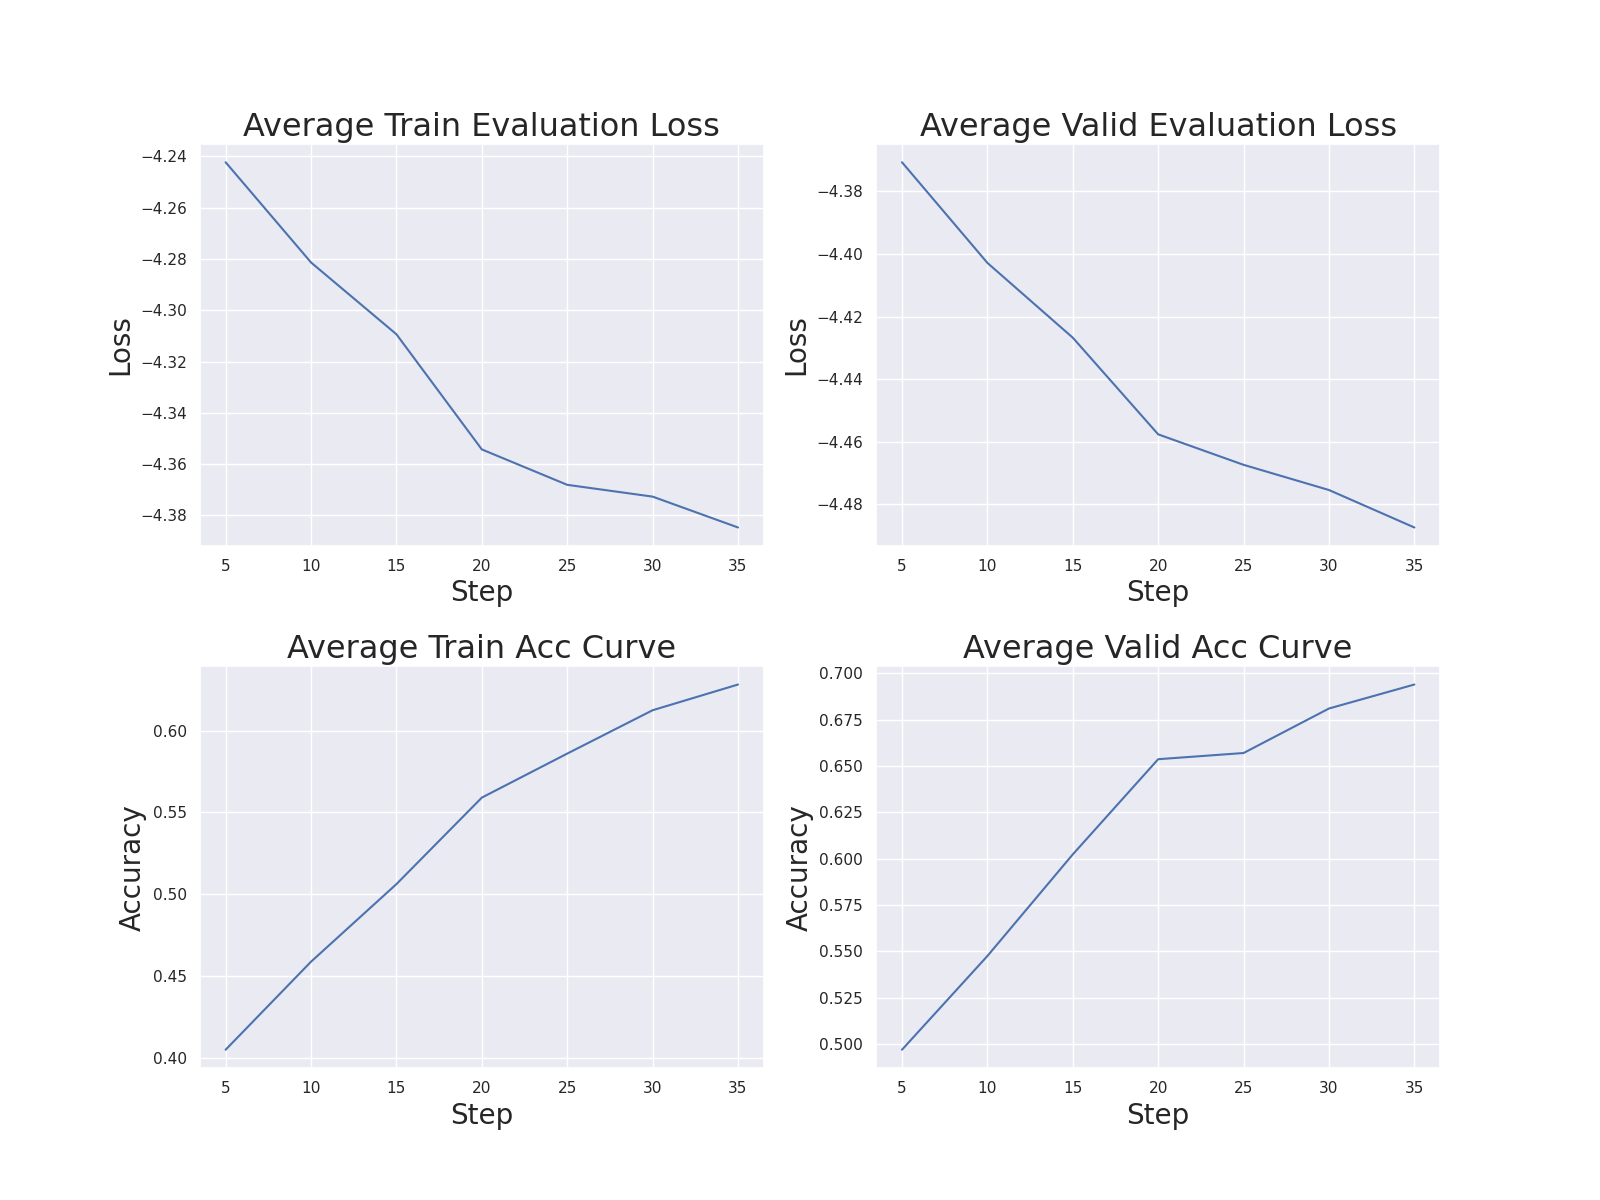 Average Train Evaluation Loss
−4.24
−4.26
−4.28
−4.30
−4.32
−4.34
−4.36
−4.38
Loss
5 10 15 20 25 30 35
Step
Average Valid Evaluation Loss
−4.38
−4.40
−4.42
−4.44
−4.46
−4.48
Loss
5 10 15 20 25 30 35
Step
Average Train Acc Curve
0.60
0.55
0.50
0.45
0.40
Accuracy
5 10 15 20 25 30 35
Step
Average Valid Acc Curve
0.700
0.675
0.650
0.625
0.600
0.575
0.550
0.525
0.500
Accuracy
5 10 15 20 25 30 35
Step